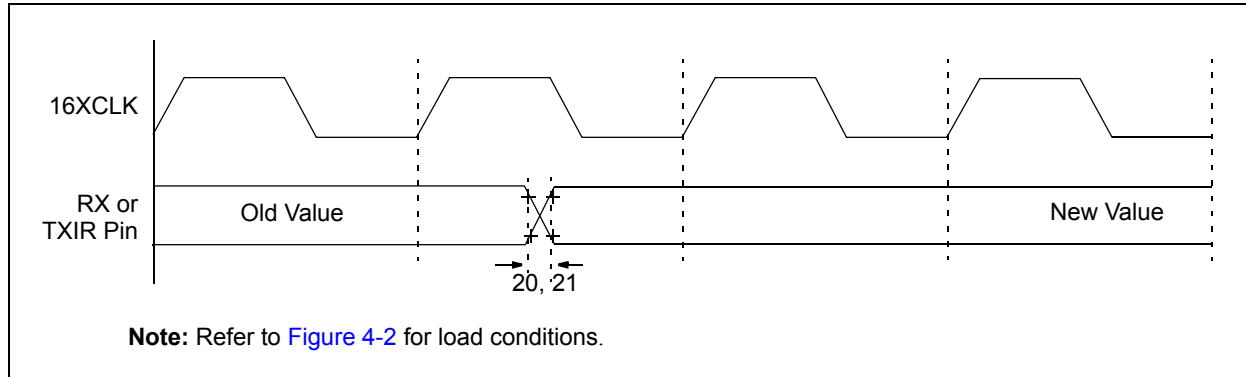 16XCLK
RX or
TXIR Pin
Old Value
New Value
20, 21
Note: Refer to Figure 4-2 for load conditions.